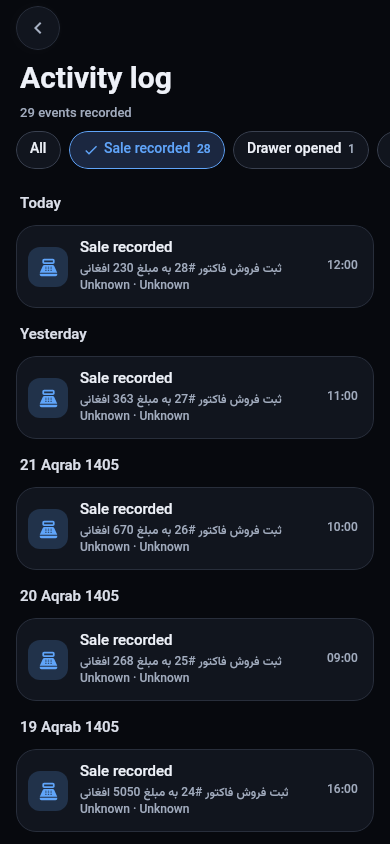 Activity log
29 events recorded
All
Sale recorded 28
Drawer opened 1
Today
Sale recorded
ثبت فروش فاکتور #28 به مبلغ 230 افغانی
Unknown · Unknown
12:00
Yesterday
Sale recorded
ثبت فروش فاکتور #27 به مبلغ 363 افغانی
Unknown · Unknown
11:00
21 Aqrab 1405
Sale recorded
ثبت فروش فاکتور #26 به مبلغ 670 افغانی
Unknown · Unknown
10:00
20 Aqrab 1405
Sale recorded
ثبت فروش فاکتور #25 به مبلغ 268 افغانی
Unknown · Unknown
09:00
19 Aqrab 1405
Sale recorded
ثبت فروش فاکتور #24 به مبلغ 5050 افغانی
Unknown · Unknown
16:00